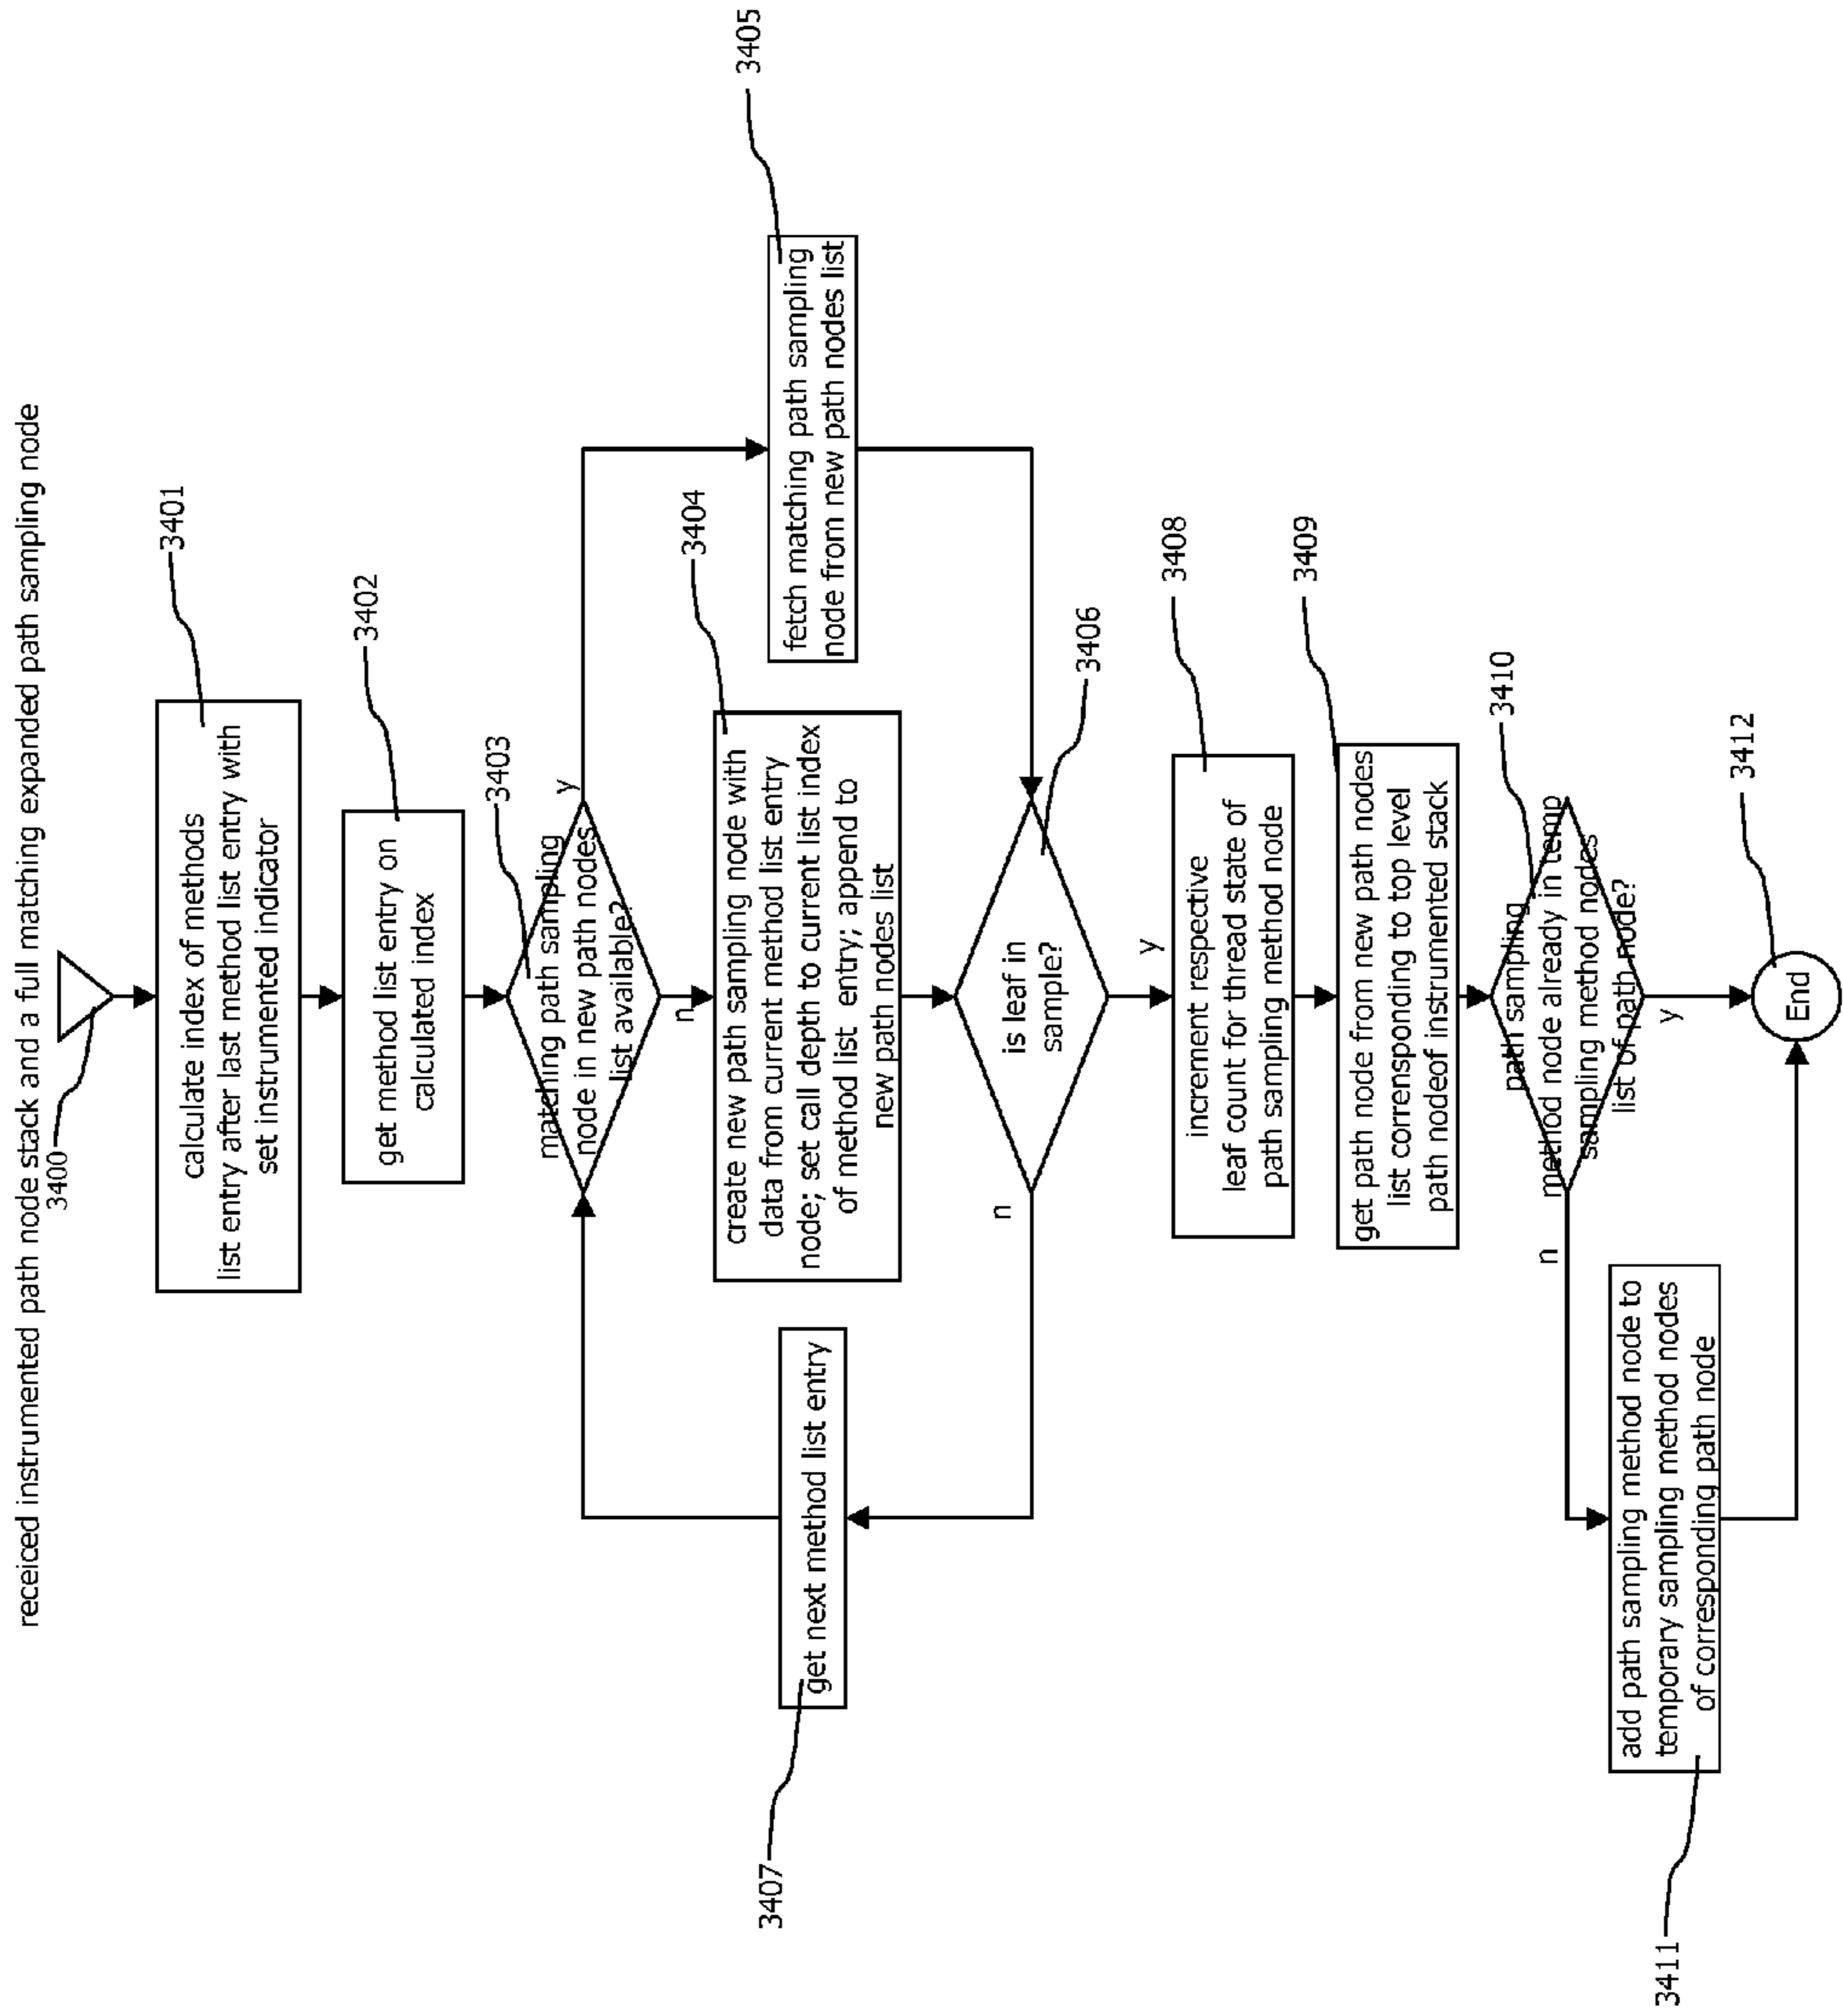 receiced instrumented path node stack and a full matching expanded path sampling node
3400
3401
calculate index of methods
list entry after last method list entry with
set instrumented indicator
3402
get method list entry on
calculated index
3403
matching path sampling
node in new path nodes
list available?
y
n
3404
create new path sampling node with
data from current method list entry
node; set call depth to current list index
of method list entry; append to
new path nodes list
3405
fetch matching path sampling
node from new path nodes list
3407
get next method list entry
3406
is leaf in
sample?
n
y
3408
increment respective
leaf count for thread state of
path sampling method node
3409
get path node from new path nodes
list corrensponding to top level
path nodeof instrumented stack
3410
path sampling
method node already in temp
sampling method nodes
list of path node?
n
y
3411
add path sampling method node to
temporary sampling method nodes
of corresponding path node
3412
End